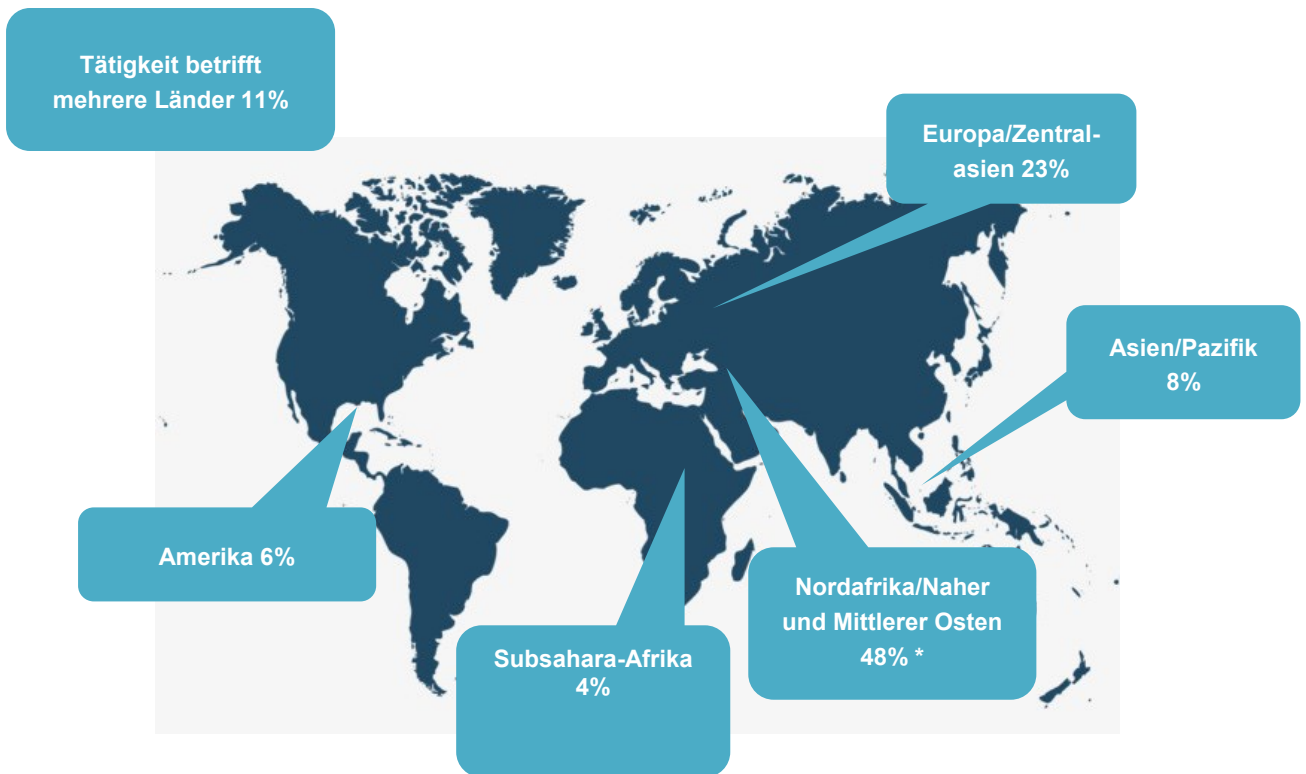 Tätigkeit betrifft
mehrere Länder 11%
Europa/Zentral-
asien 23%
Asien/Pazifik
8%
Amerika 6%
Nordafrika/Naher
und Mittlerer Osten
48% *
Subsahara-Afrika
4%